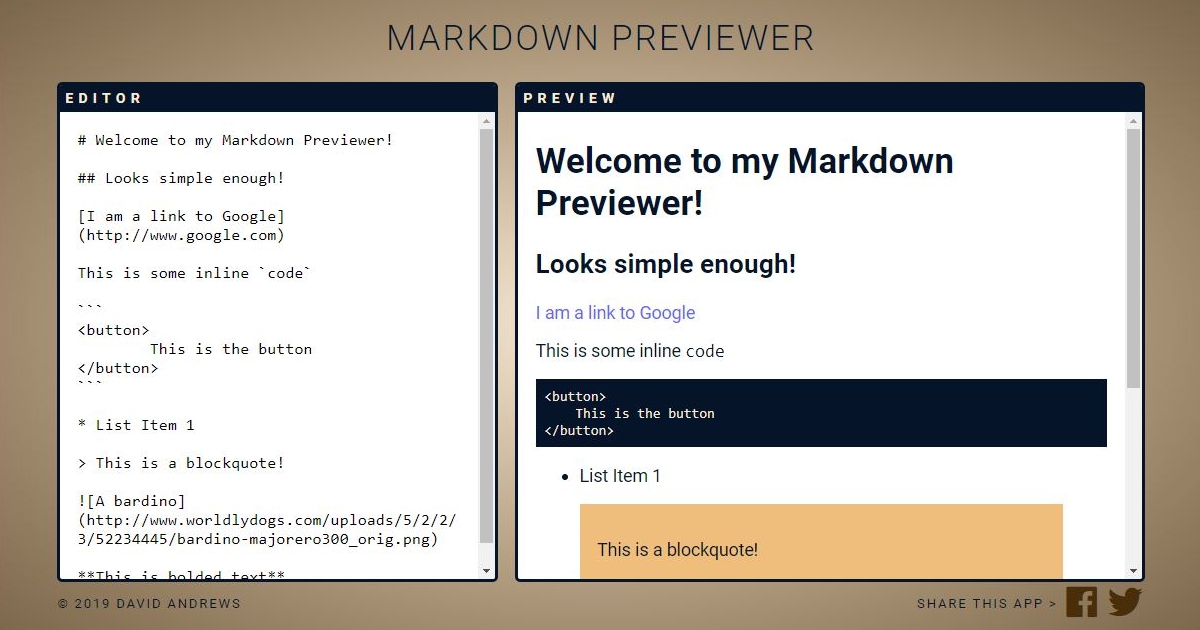 MARKDOWN PREVIEWER
EDITOR
# Welcome to my Markdown Previewer!
## Looks simple enough!
[I am a link to Google]
(http://www.google.com)
This is some inline `code`
```
<button>
        This is the button
</button>
```
* List Item 1
> This is a blockquote!
![A bardino]
(http://www.worldlydogs.com/uploads/5/2/2/
3/52234445/bardino-majorero300_orig.png)
**This is bolded text**
PREVIEW
Welcome to my Markdown
Previewer!
Looks simple enough!
I am a link to Google
This is some inline code
<button>
    This is the button
</button>
• List Item 1
This is a blockquote!
© 2019 DAVID ANDREWS
SHARE THIS APP >